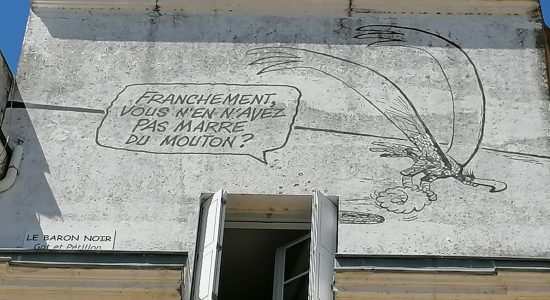 FRANCHEMENT,
VOUS N'EN N'AVEZ
PAS MARRE
DU MOUTON ?
LE BARON NOIR
Got et Pétillon